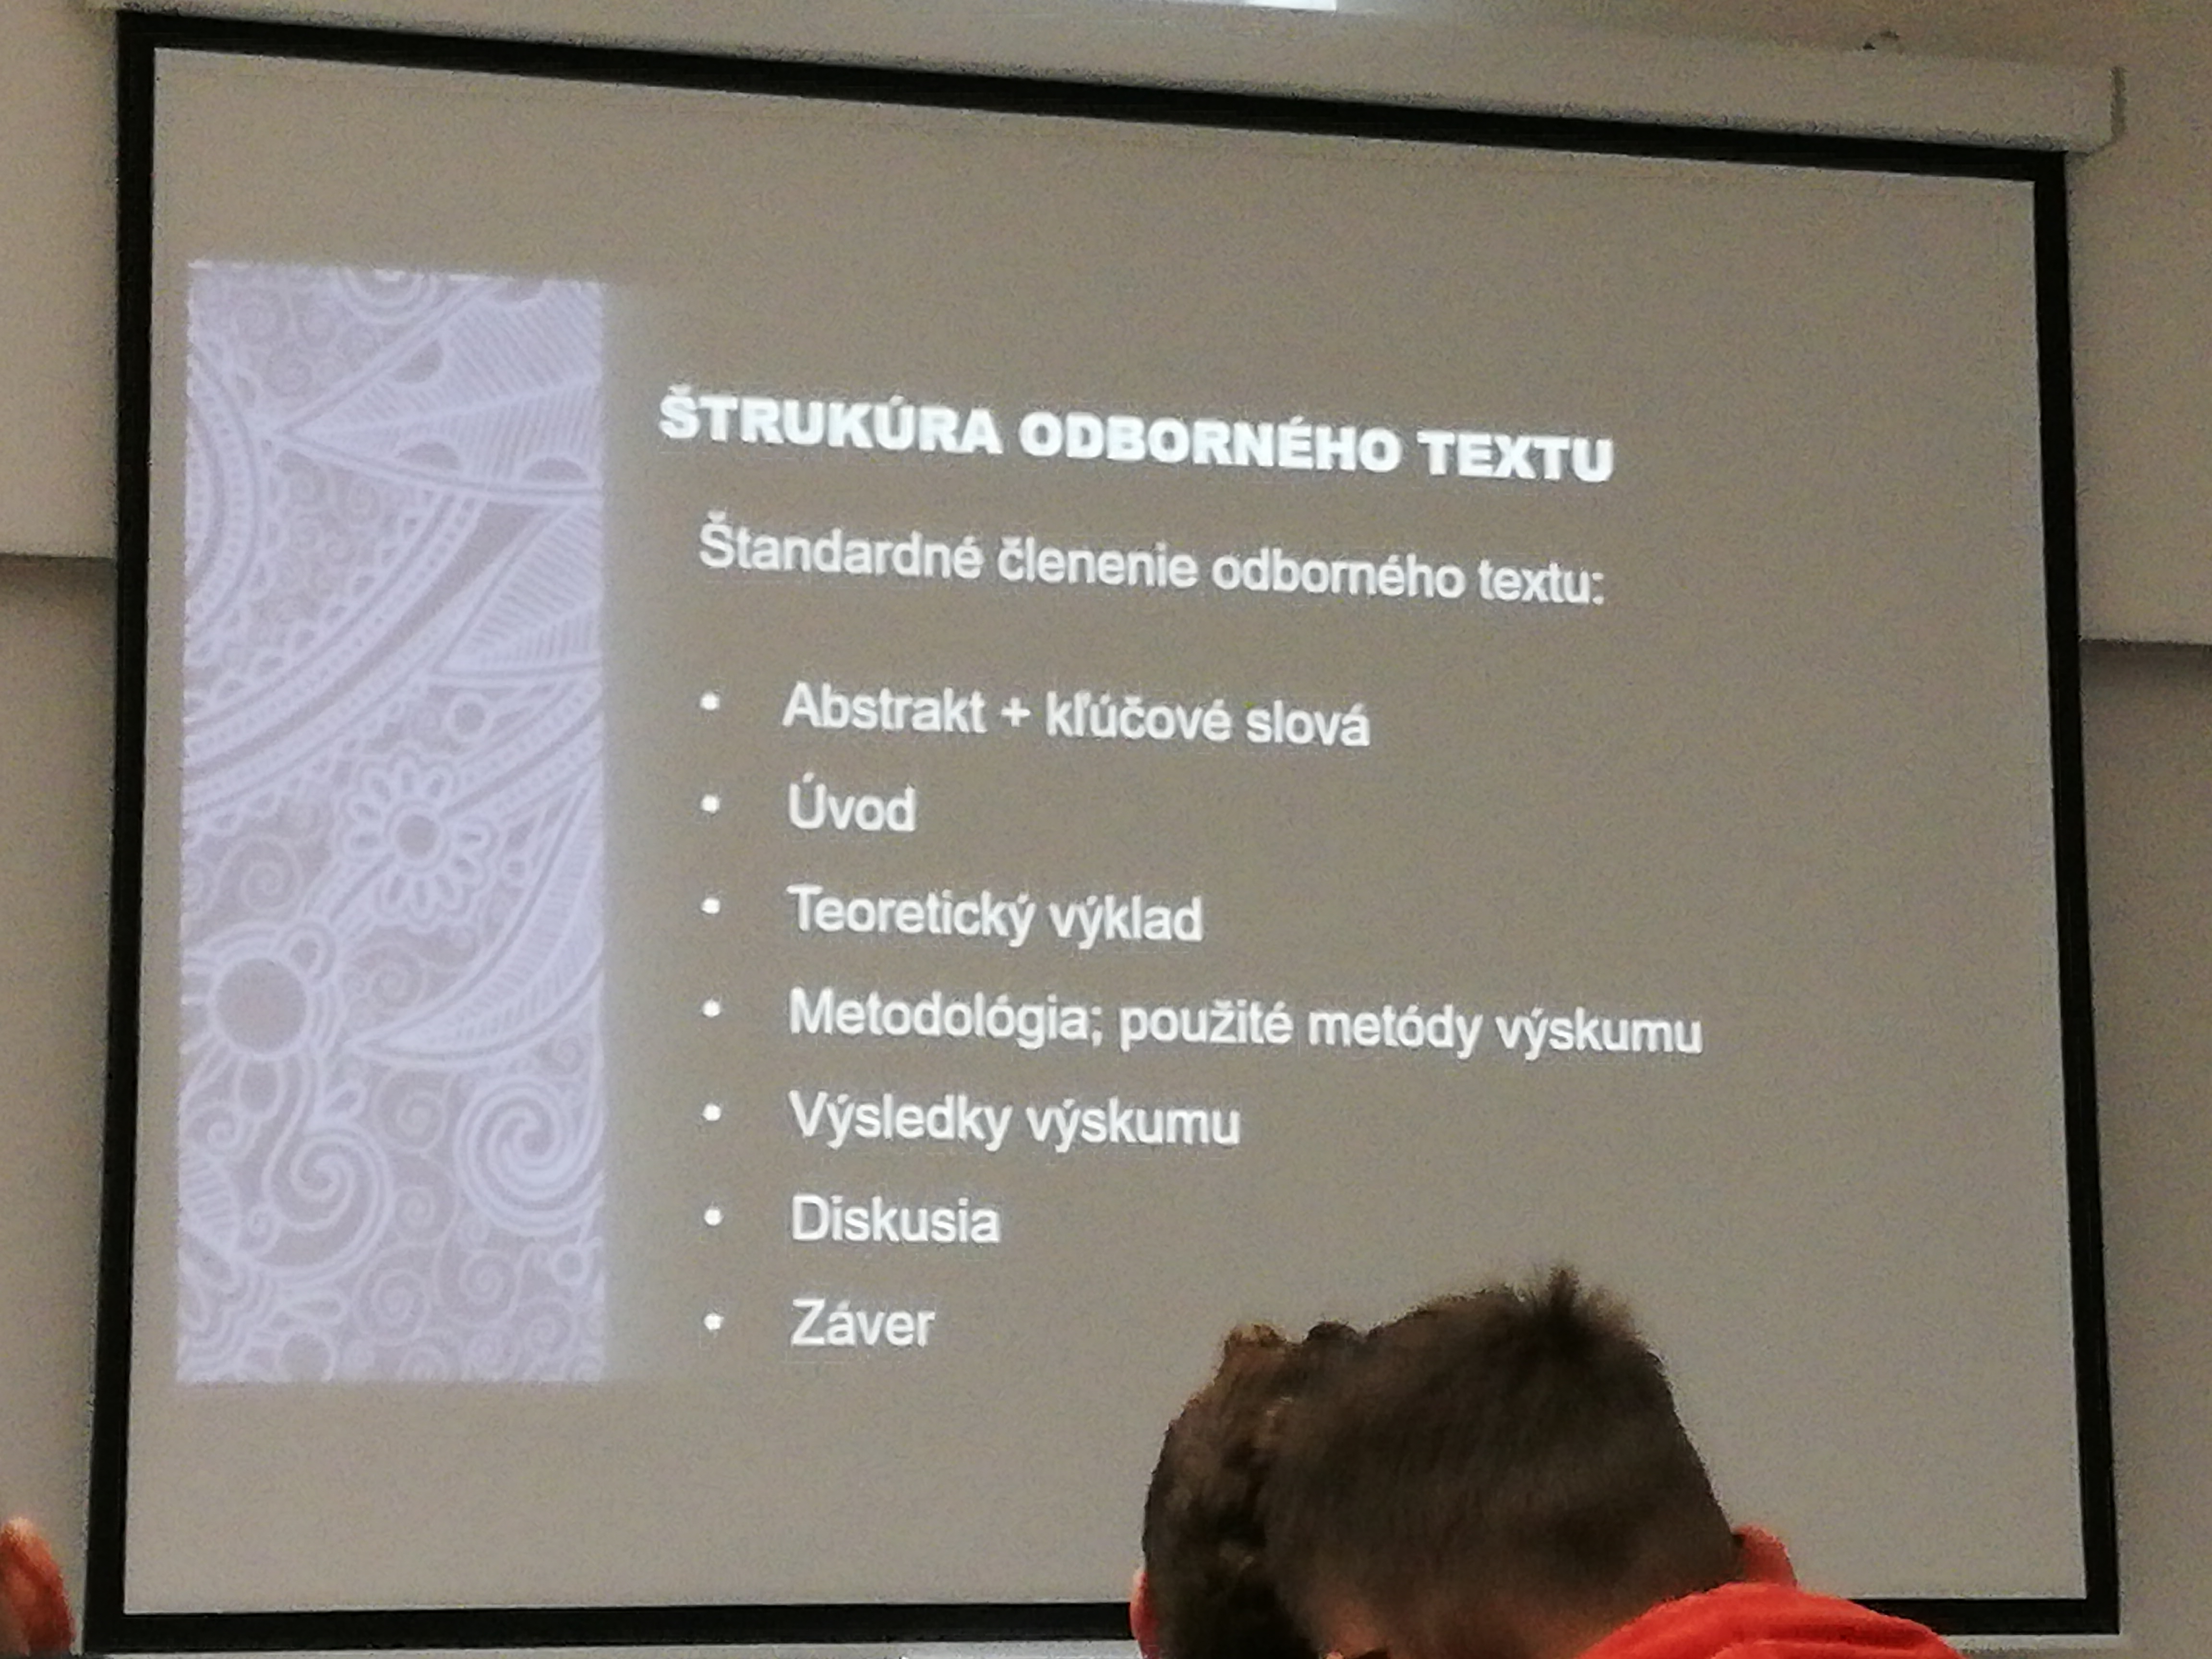 ŠTRUKÚRA ODBORNÉHO TEXTU
Štandardné členenie odborného textu:
• Abstrakt + kľúčové slová
• Úvod
• Teoretický výklad
• Metodológia; použité metódy výskumu
• Výsledky výskumu
• Diskusia
• Záver